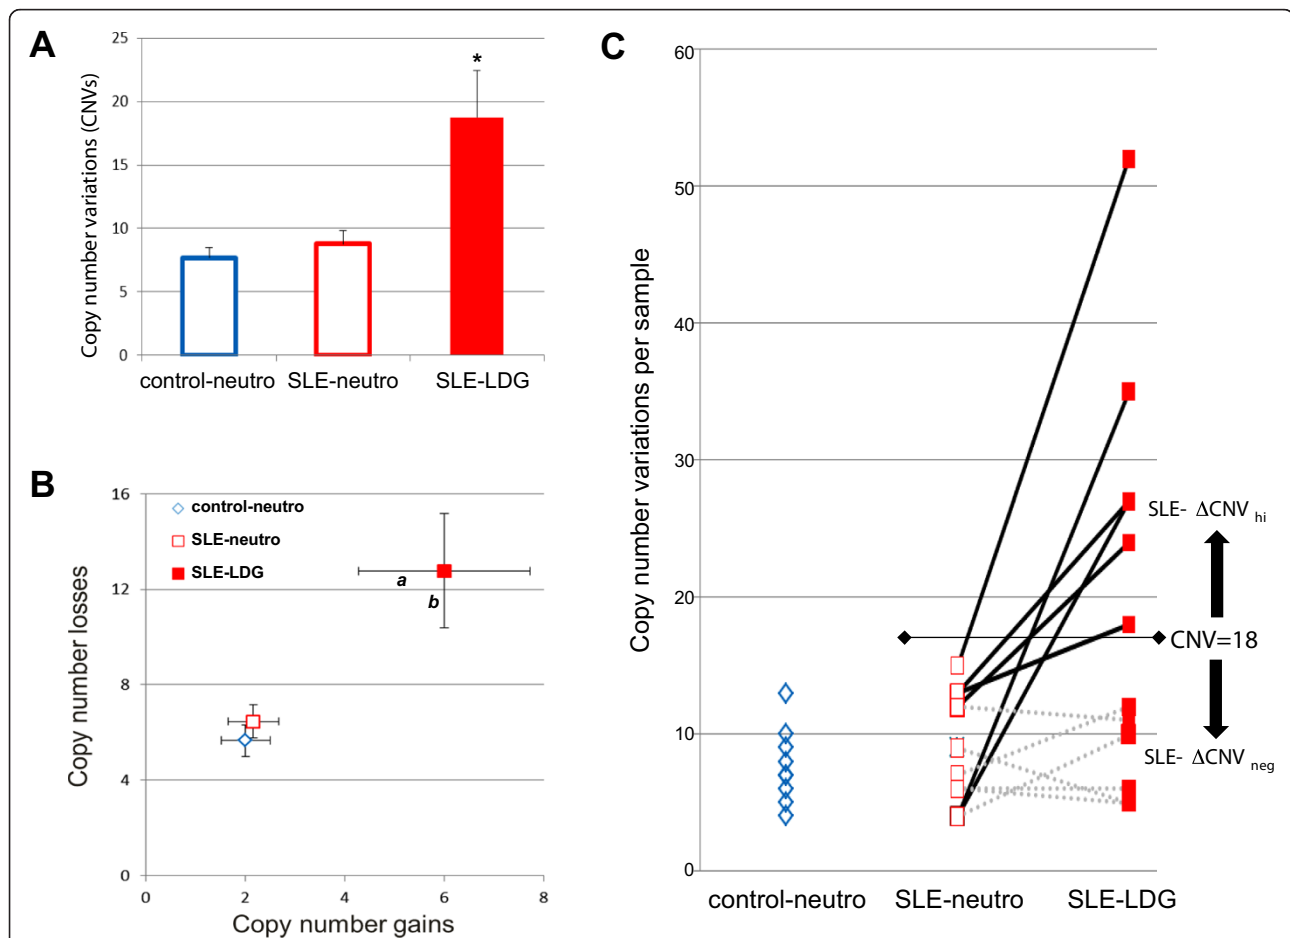 A
Copy number variations (CNVs)
25
20
15
10
5
0
*
control-neutro
SLE-neutro
SLE-LDG
B
Copy number losses
16
12
8
4
0
control-neutro
SLE-neutro
SLE-LDG
a
b
0
2
4
6
8
Copy number gains
C
Copy number variations per sample
60
50
40
30
20
10
0
SLE- ΔCNV hi
CNV=18
SLE- ΔCNV neg
control-neutro
SLE-neutro
SLE-LDG